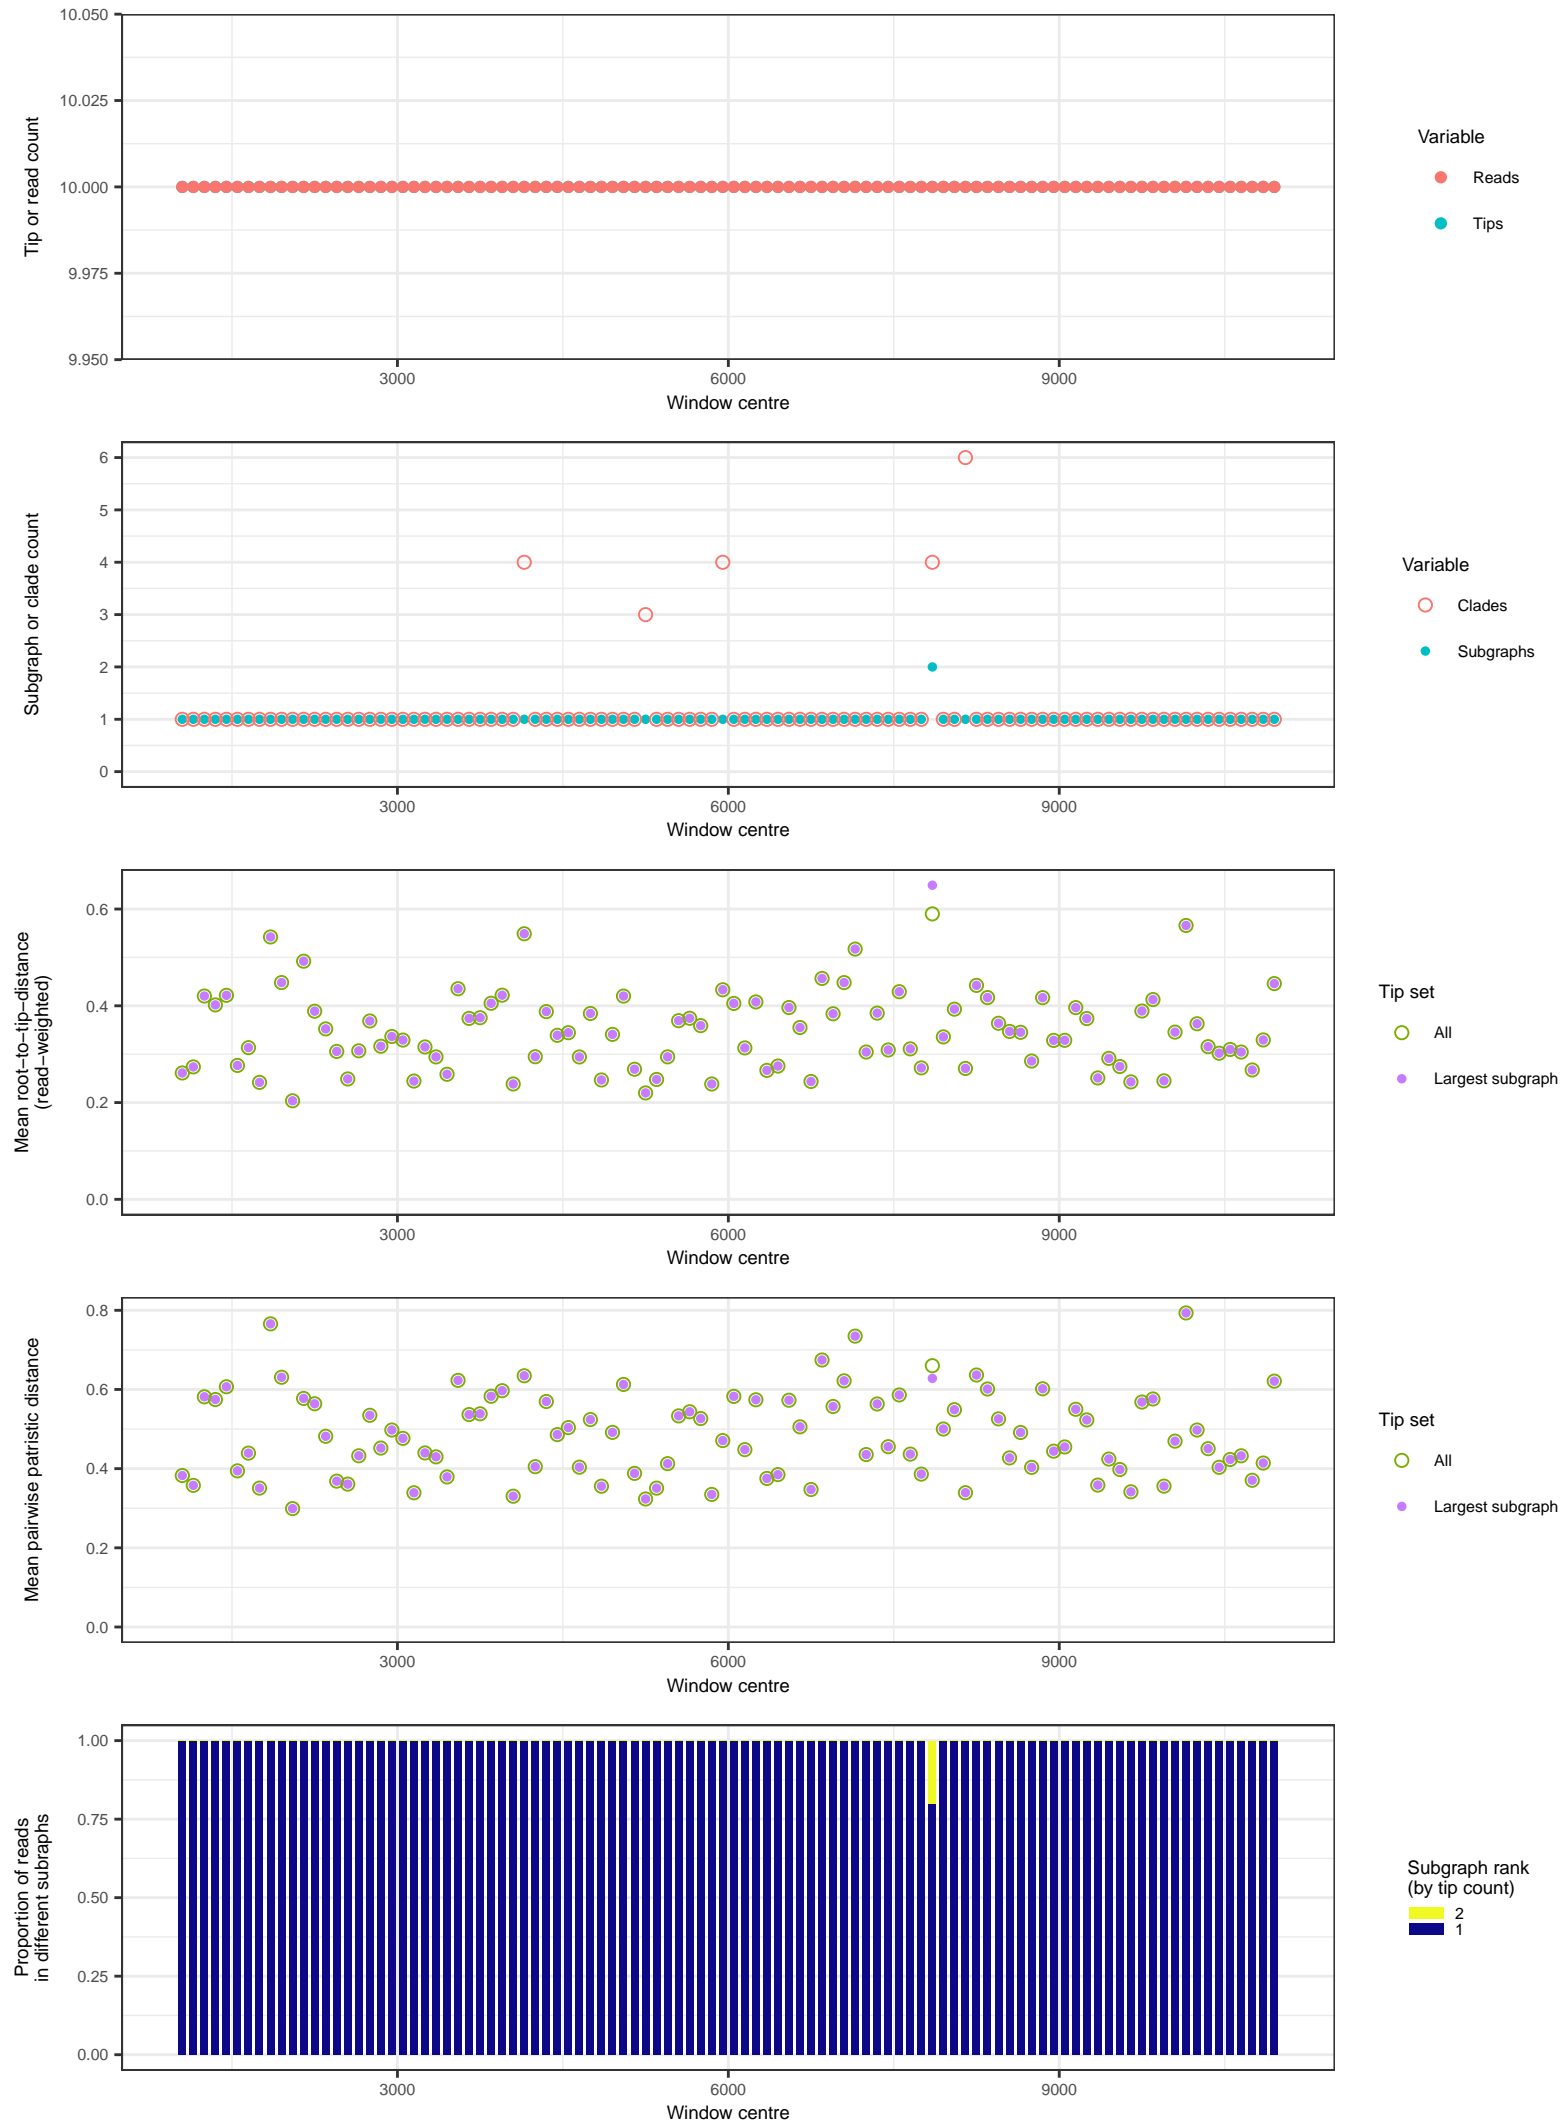 10.050
10.025
10.000
9.975
9.950
Tip or read count
3000
6000
9000
Window centre
Variable
Reads
Tips
6
5
4
3
2
1
0
Subgraph or clade count
3000
6000
9000
Window centre
Variable
Clades
Subgraphs
0.6
0.4
0.2
0.0
Mean root−to−tip−distance
(read−weighted)
3000
6000
9000
Window centre
Tip set
All
Largest subgraph
0.8
0.6
0.4
0.2
0.0
Mean pairwise patristic distance
3000
6000
9000
Window centre
Tip set
All
Largest subgraph
1.00
0.75
0.50
0.25
0.00
Proportion of reads
in different subraphs
3000
6000
9000
Window centre
Subgraph rank
(by tip count)
2
1